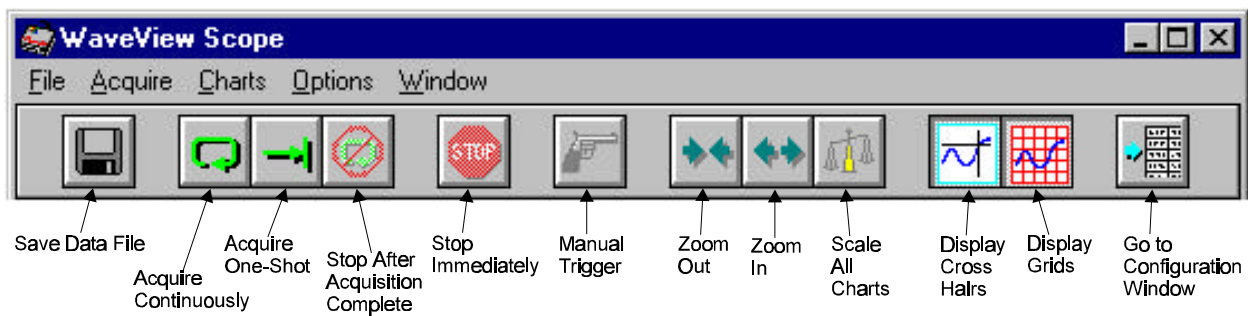 WaveView Scope
File Acquire Charts Options Window
STOP
Save Data File
Acquire
Continuously
Acquire
One-Shot
Stop After
Acquisition
Complete
Stop
Immediately
Manual
Trigger
Zoom
Out
Zoom
In
Scale
All
Charts
Display
Cross
Hairs
Display
Grids
Go to
Configuration
Window